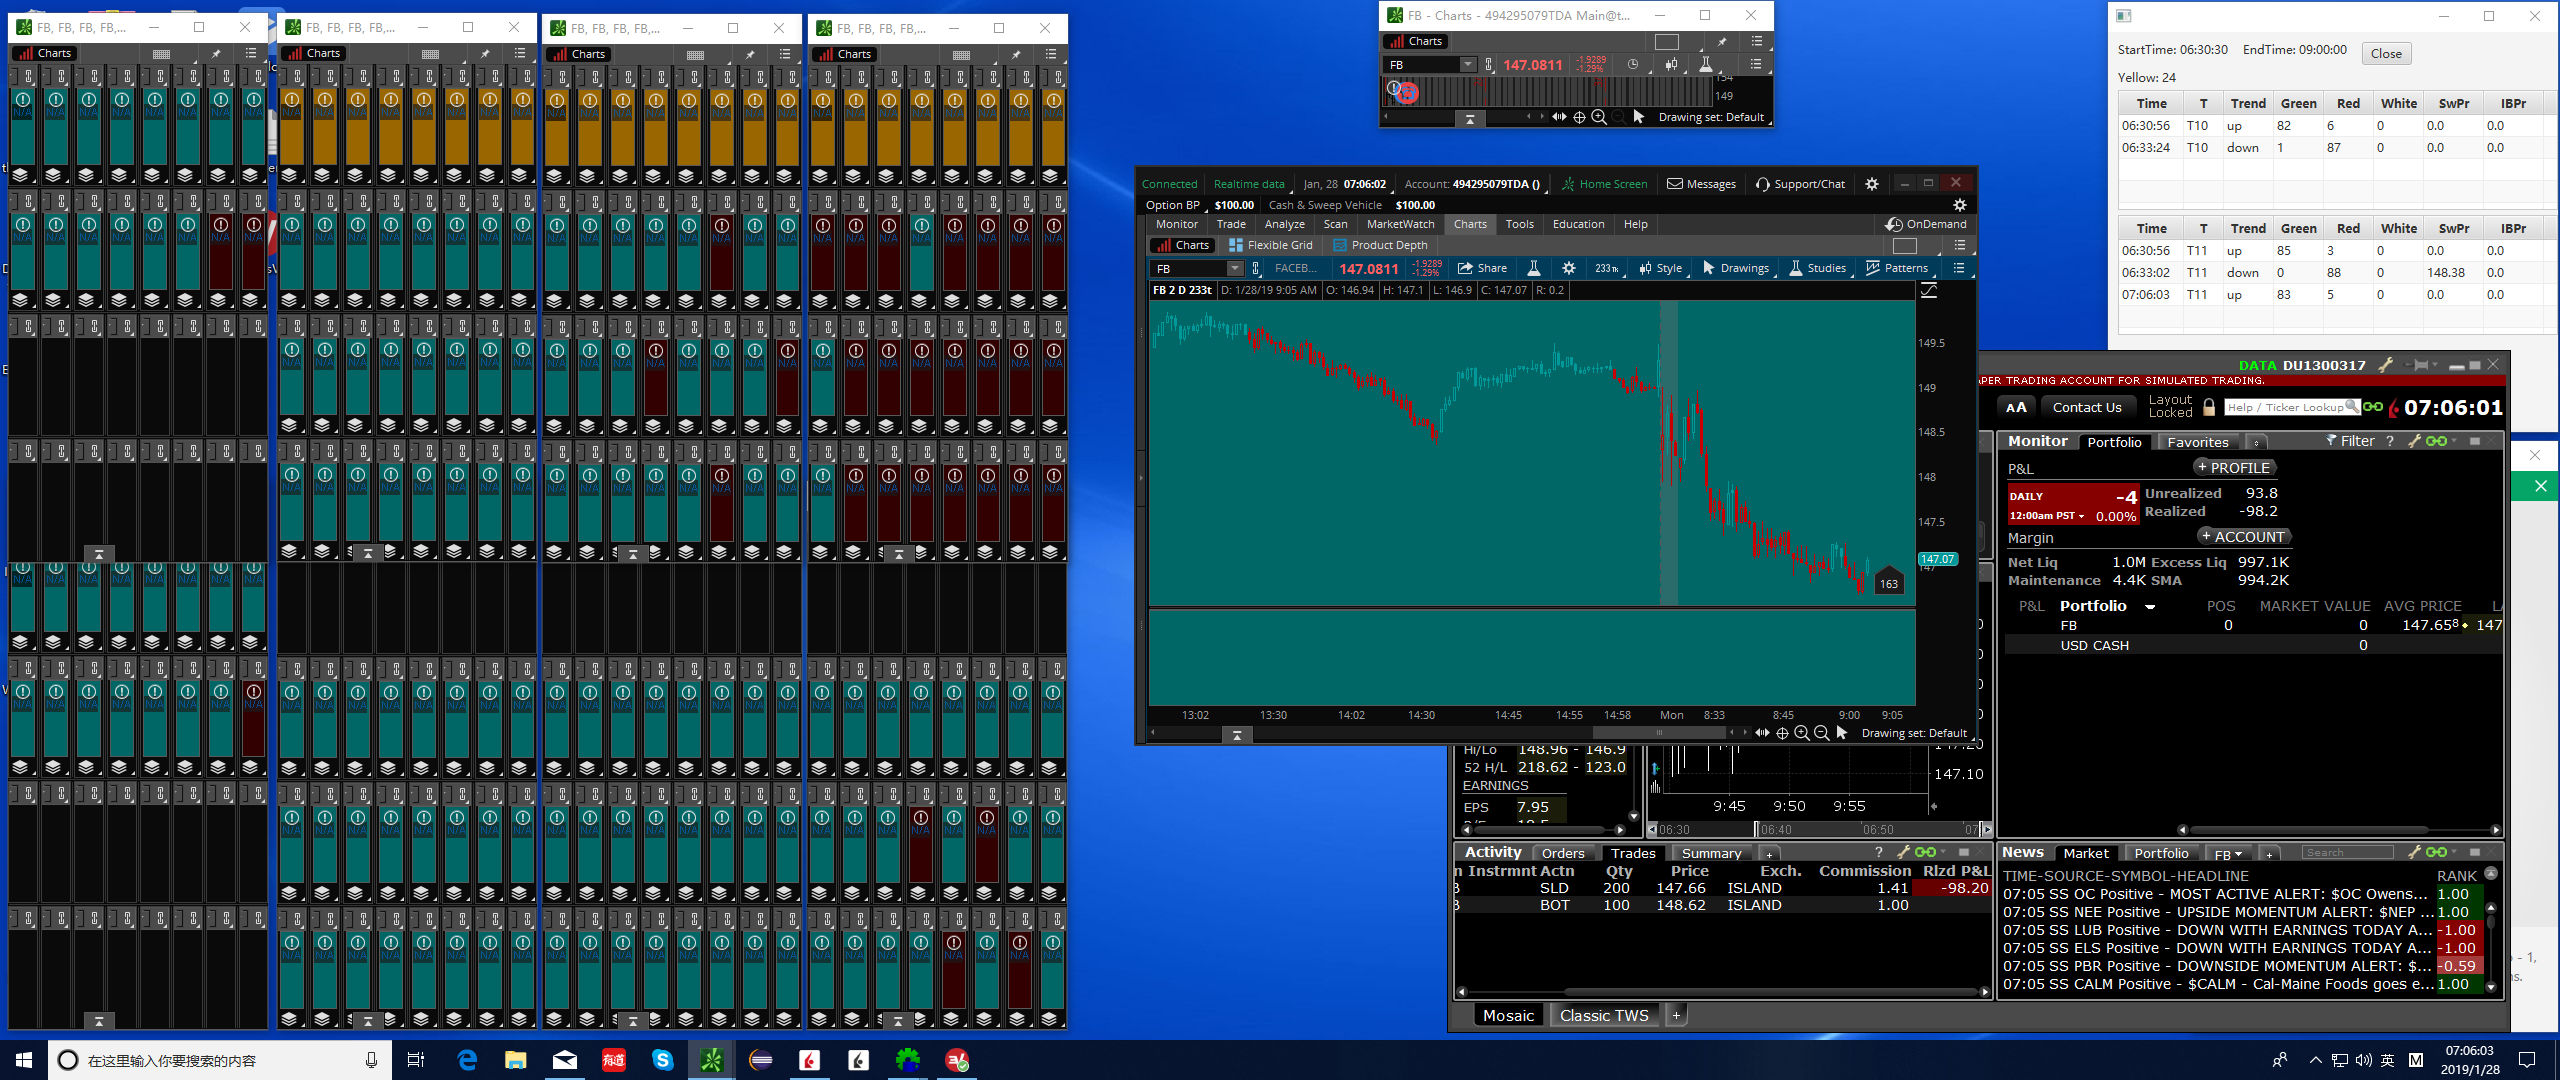 FB, FB, FB, FB,...
Charts
FB, FB, FB, FB,...
Charts
FB, FB, FB, FB,...
Charts
FB, FB, FB, FB,...
Charts
N/A
FB - Charts - 494295079TDA Main@t...
Charts
FB
147.0811
-1.9289
-1.29%
154
149
Drawing set: Default
Connected
Realtime data
Jan, 28 07:06:02
Account: 494295079TDA ()
Home Screen
Messages
Support/Chat
Option BP $100.00 Cash & Sweep Vehicle $100.00
Monitor Trade Analyze Scan MarketWatch Charts Tools Education Help
OnDemand
Charts Flexible Grid Product Depth
FB
FACEB...
147.0811
-1.9289
-1.29%
Share
233 Tk
Style
Drawings
Studies
Patterns
FB 2 D 233t D: 1/28/19 9:05 AM O: 146.94 H: 147.1 L: 146.9 C: 147.07 R: 0.2
149.5
149
148.5
148
147.5
147.07
147
163
13:02 13:30 14:02 14:30 14:45 14:55 14:58 Mon 8:33 8:45 9:00 9:05
Drawing set: Default
StartTime: 06:30:30 EndTime: 09:00:00 Close
Yellow: 24
Time T Trend Green Red White SwPr IBPr
06:30:56 T10 up 82 6 0 0.0 0.0
06:33:24 T10 down 1 87 0 0.0 0.0
Time T Trend Green Red White SwPr IBPr
06:30:56 T11 up 85 3 0 0.0 0.0
06:33:02 T11 down 0 88 0 148.38 0.0
07:06:03 T11 up 83 5 0 0.0 0.0
DATA DU1300317
APER TRADING ACCOUNT FOR SIMULATED TRADING.
AA Contact Us Layout Locked Help / Ticker Lookup 07:06:01
Monitor Portfolio Favorites Filter ?
P&L + PROFILE
DAILY -4
12:00am PST 0.00%
Unrealized 93.8
Realized -98.2
Margin + ACCOUNT
Net Liq 1.0M Excess Liq 997.1K
Maintenance 4.4K SMA 994.2K
P&L Portfolio POS MARKET VALUE AVG PRICE LA
FB 0 0 147.658 147
USD CASH 0
Hi/Lo 148.96 - 146.9
52 H/L 218.62 - 123.0
EARNINGS
EPS 7.95
147.20
147.10
9:45 9:50 9:55
06:30 06:40 06:50 07
Activity Orders Trades Summary + ?
Instrmnt Actn Qty Price Exch. Commission Rlzd P&L
SLD 200 147.66 ISLAND 1.41 -98.20
BOT 100 148.62 ISLAND 1.00
News Market Portfolio FB + Search
TIME-SOURCE-SYMBOL-HEADLINE RANK
07:05 SS OC Positive - MOST ACTIVE ALERT: $OC Owens... 1.00
07:05 SS NEE Positive - UPSIDE MOMENTUM ALERT: $NEP ... 1.00
07:05 SS LUB Positive - DOWN WITH EARNINGS TODAY A... -1.00
07:05 SS ELS Positive - DOWN WITH EARNINGS TODAY A... -1.00
07:05 SS PBR Positive - DOWNSIDE MOMENTUM ALERT: $... -0.59
07:05 SS CALM Positive - $CALM - Cal-Maine Foods goes e... 1.00
Mosaic Classic TWS +
在这里输入你要搜索的内容
有道
英
M
07:06:03
2019/1/28